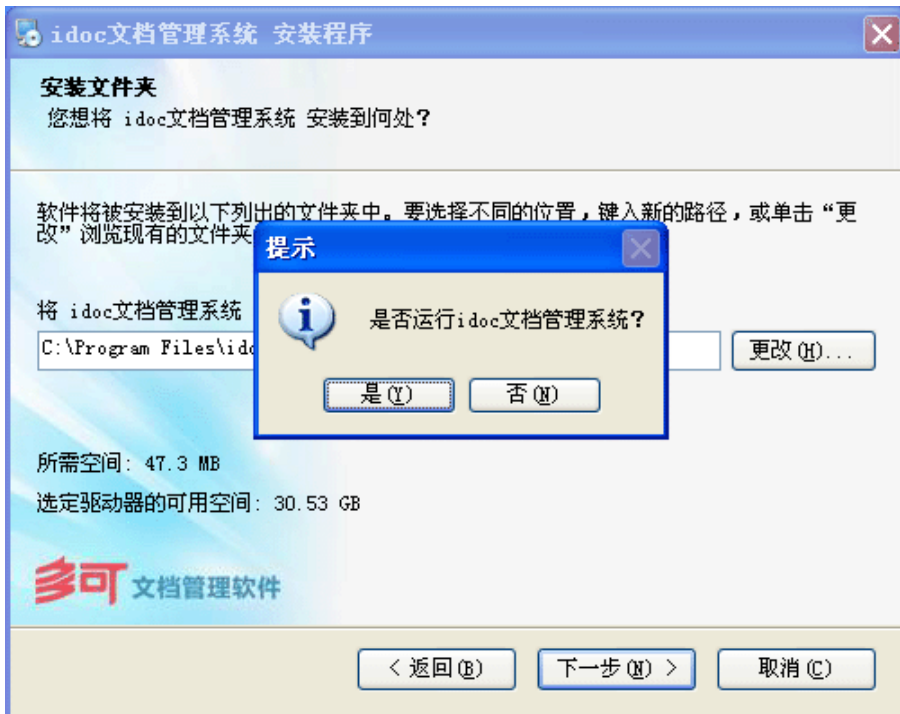 idoc文档管理系统 安装程序
安装文件夹
您想将 idoc文档管理系统 安装到何处?
软件将被安装到以下列出的文件夹中。要选择不同的位置，键入新的路径，或单击“更
改”浏览现有的文件夹
提示
是否运行idoc文档管理系统?
是(Y)
否(N)
将 idoc文档管理系统
C:\Program Files\ido
更改(H)...
所需空间: 47.3 MB
选定驱动器的可用空间: 30.53 GB
多可 文档管理软件
< 返回(B)
下一步(N) >
取消(C)